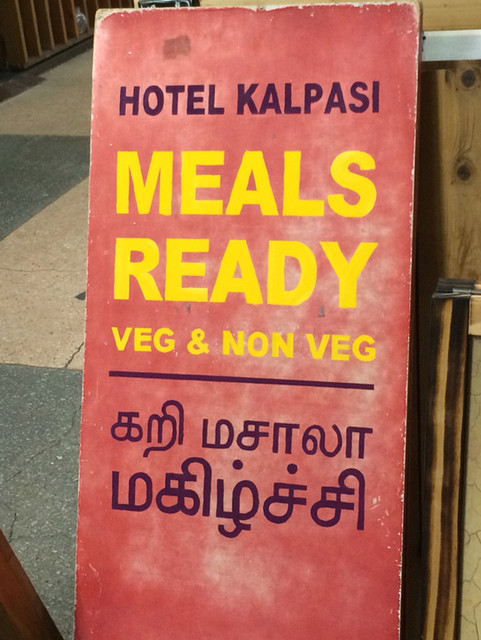 HOTEL KALPASI
MEALS
READY
VEG & NON VEG
கறி மசாலா
மகிழ்ச்சி